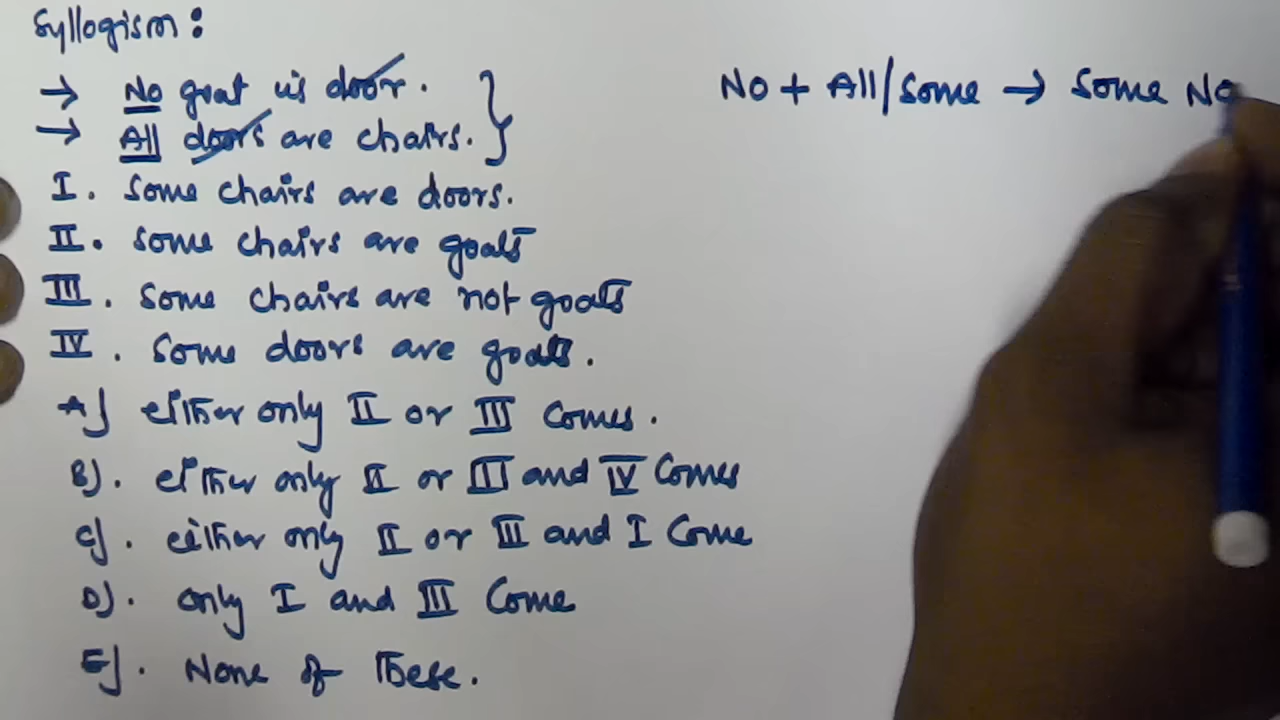 Syllogism:
→ No goat is door.
→ All doors are chairs.
I. Some chairs are doors.
II. Some chairs are goats
III. Some chairs are not goats
IV. Some doors are goats.
A) either only II or III Comes.
B). either only II or III and IV Comes
C). either only II or III and I Come
D). only I and III Come
E). None of these.
No + All/Some → Some No